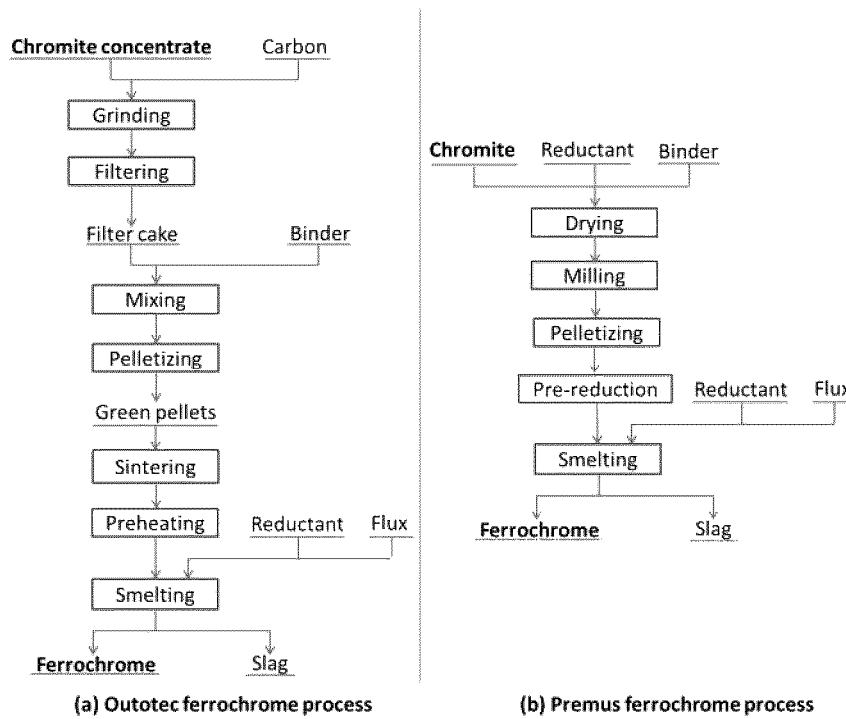 Chromite concentrate Carbon
Grinding
Filtering
Filter cake Binder
Mixing
Pelletizing
Green pellets
Sintering
Preheating Reductant Flux
Smelting
Ferrochrome Slag
(a) Outotec ferrochrome process
Chromite Reductant Binder
Drying
Milling
Pelletizing
Pre-reduction Reductant Flux
Smelting
Ferrochrome Slag
(b) Premus ferrochrome process